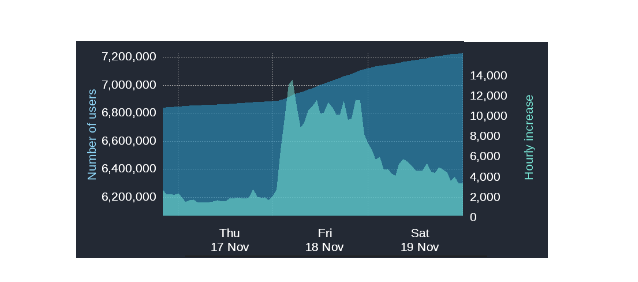 7,200,000
7,000,000
6,800,000
6,600,000
6,400,000
6,200,000
Number of users
14,000
12,000
10,000
8,000
6,000
4,000
2,000
0
Hourly increase
Thu
17 Nov
Fri
18 Nov
Sat
19 Nov